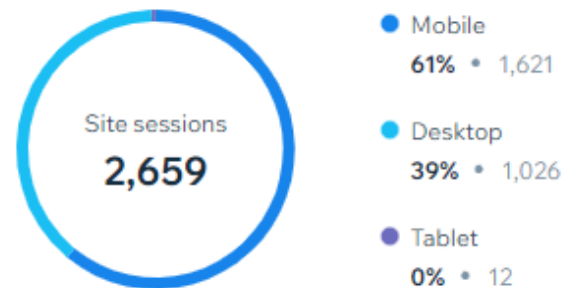 Site sessions
2,659
Mobile
61% • 1,621
Desktop
39% • 1,026
Tablet
0% • 12